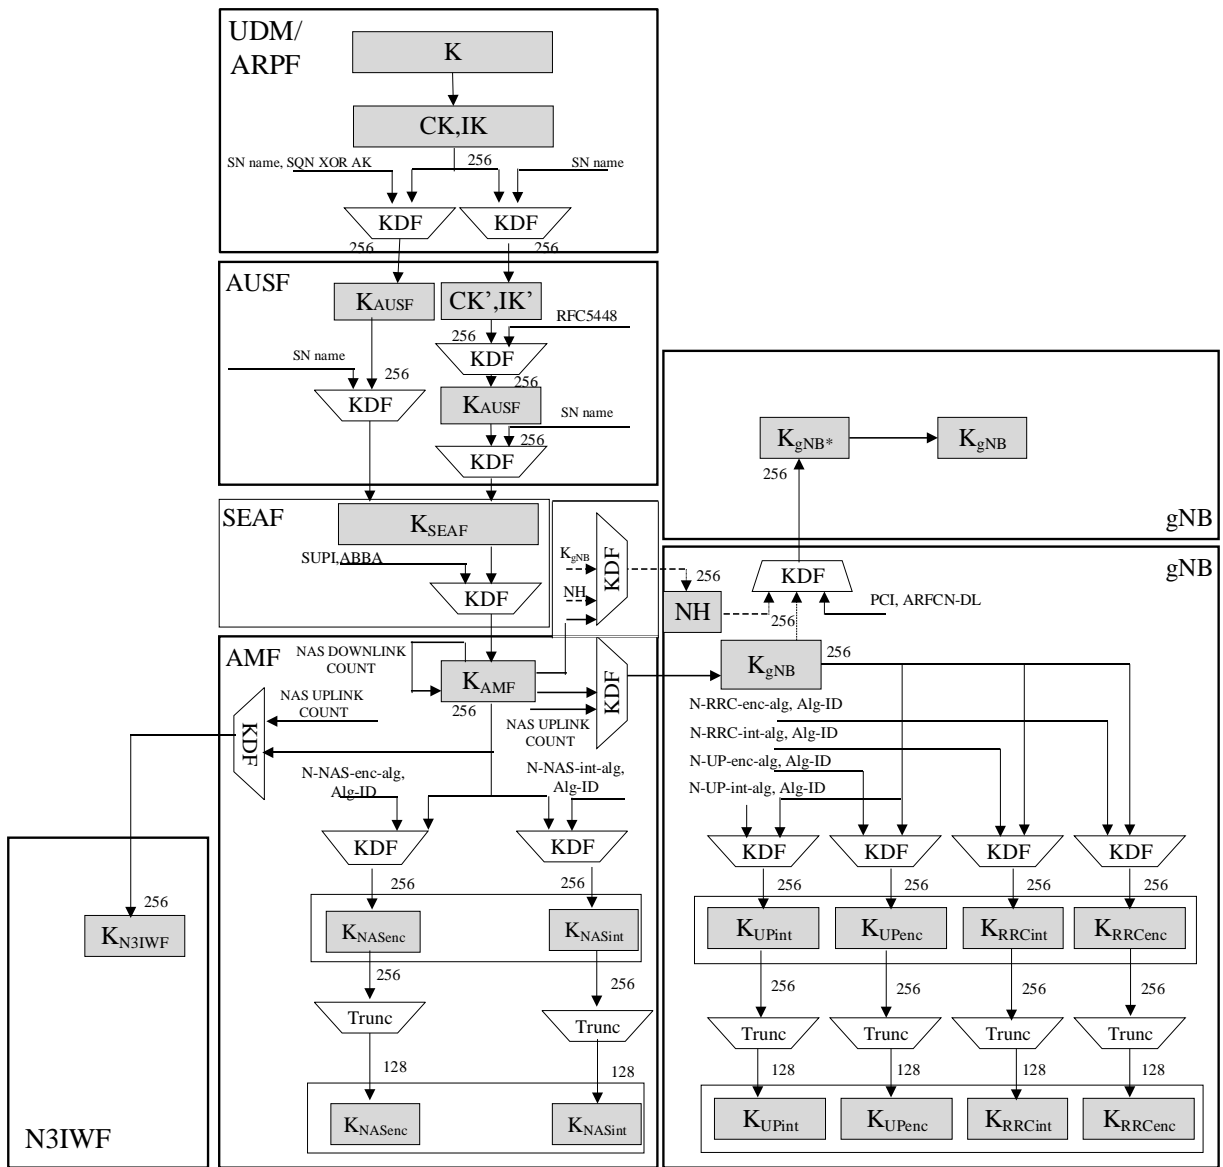 UDM/
ARPF
K
CK,IK
SN name, SQN XOR AK
256
SN name
KDF
KDF
256
256
AUSF
KAUSF
CK’,IK’
RFC5448
256
KDF
SN name
256
256
KDF
KAUSF
SN name
256
KDF
KgNB*
KgNB
256
gNB
SEAF
KSEAF
SUPI,ABBA
KDF
KgNB
NH
KDF
256
NH
KDF
gNB
PCI, ARFCN-DL
256
AMF
NAS DOWNLINK
COUNT
KAMF
256
NAS UPLINK
COUNT
KDF
KgNB
256
NAS UPLINK
COUNT
KDF
N-RRC-enc-alg, Alg-ID
N-RRC-int-alg, Alg-ID
N-UP-enc-alg, Alg-ID
N-UP-int-alg, Alg-ID
N-NAS-enc-alg,
Alg-ID
N-NAS-int-alg,
Alg-ID
KDF
KDF
KDF
KDF
KDF
KDF
256
256
256
256
256
256
256
KN3IWF
KNASenc
KNASint
KUPint
KUPenc
KRRCint
KRRCenc
256
256
256
256
256
256
Trunc
Trunc
Trunc
Trunc
Trunc
Trunc
128
128
128
128
128
128
KNASenc
KNASint
KUPint
KUPenc
KRRCint
KRRCenc
N3IWF